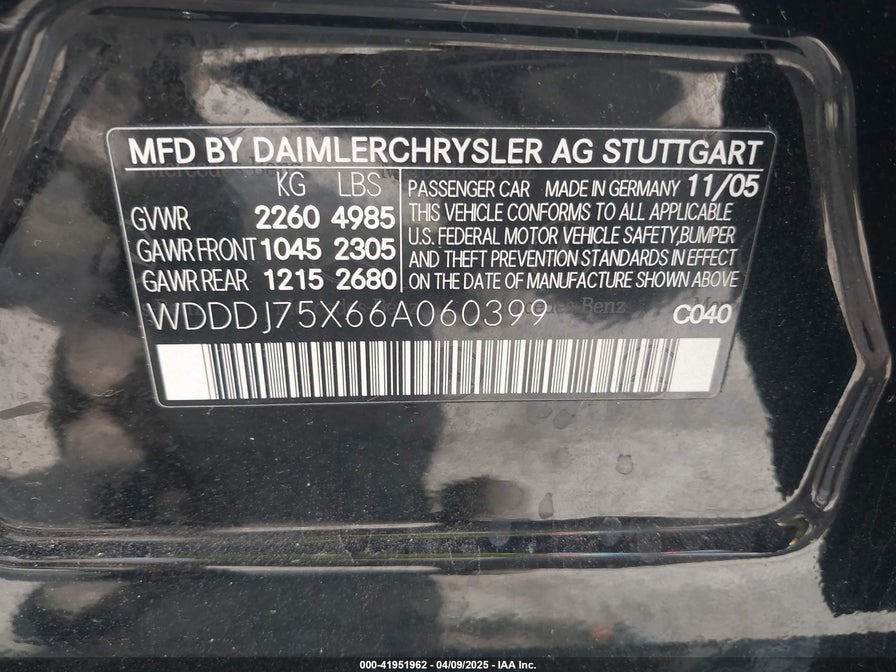 MFD BY DAIMLERCHRYSLER AG STUTTGART
KG LBS
GVWR 2260 4985
GAWR FRONT 1045 2305
GAWR REAR 1215 2680
PASSENGER CAR MADE IN GERMANY 11/05
THIS VEHICLE CONFORMS TO ALL APPLICABLE
U.S. FEDERAL MOTOR VEHICLE SAFETY, BUMPER
AND THEFT PREVENTION STANDARDS IN EFFECT
ON THE DATE OF MANUFACTURE SHOWN ABOVE
WDDDJ75X66A060399
C040
000-41951962 - 04/09/2025 - IAA Inc.